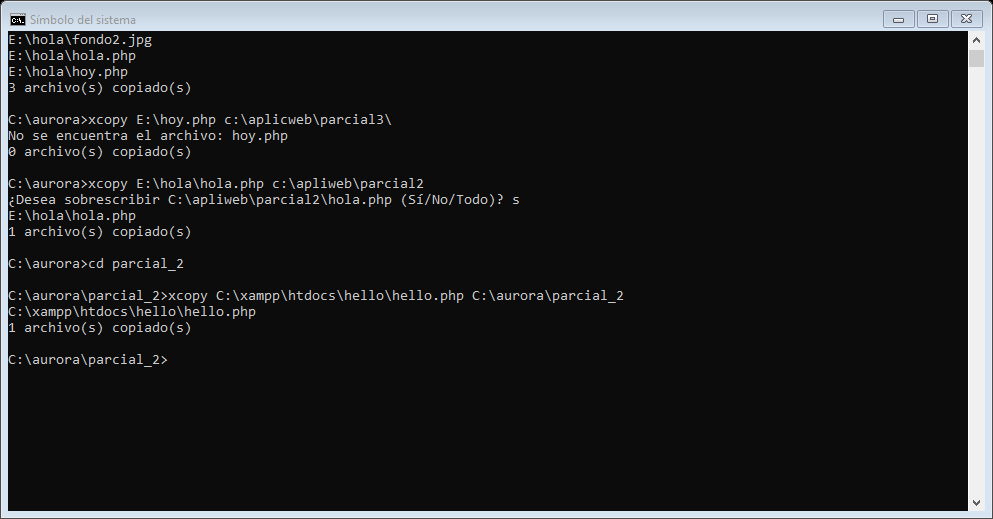 Símbolo del sistema
E:\hola\fondo2.jpg
E:\hola\hola.php
E:\hola\hoy.php
3 archivo(s) copiado(s)
C:\aurora>xcopy E:\hoy.php c:\aplicweb\parcial3\
No se encuentra el archivo: hoy.php
0 archivo(s) copiado(s)
C:\aurora>xcopy E:\hola\hola.php c:\apliweb\parcial2
¿Desea sobrescribir C:\apliweb\parcial2\hola.php (Sí/No/Todo)? s
E:\hola\hola.php
1 archivo(s) copiado(s)
C:\aurora>cd parcial_2
C:\aurora\parcial_2>xcopy C:\xampp\htdocs\hello\hello.php C:\aurora\parcial_2
C:\xampp\htdocs\hello\hello.php
1 archivo(s) copiado(s)
C:\aurora\parcial_2>